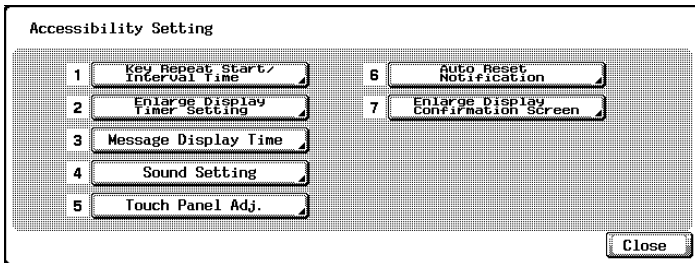 Accessibility Setting
1 Key Repeat Start/
Interval Time
2 Enlarge Display
Timer Setting
3 Message Display Time
4 Sound Setting
5 Touch Panel Adj.
6 Auto Reset
Notification
7 Enlarge Display
Confirmation Screen
Close